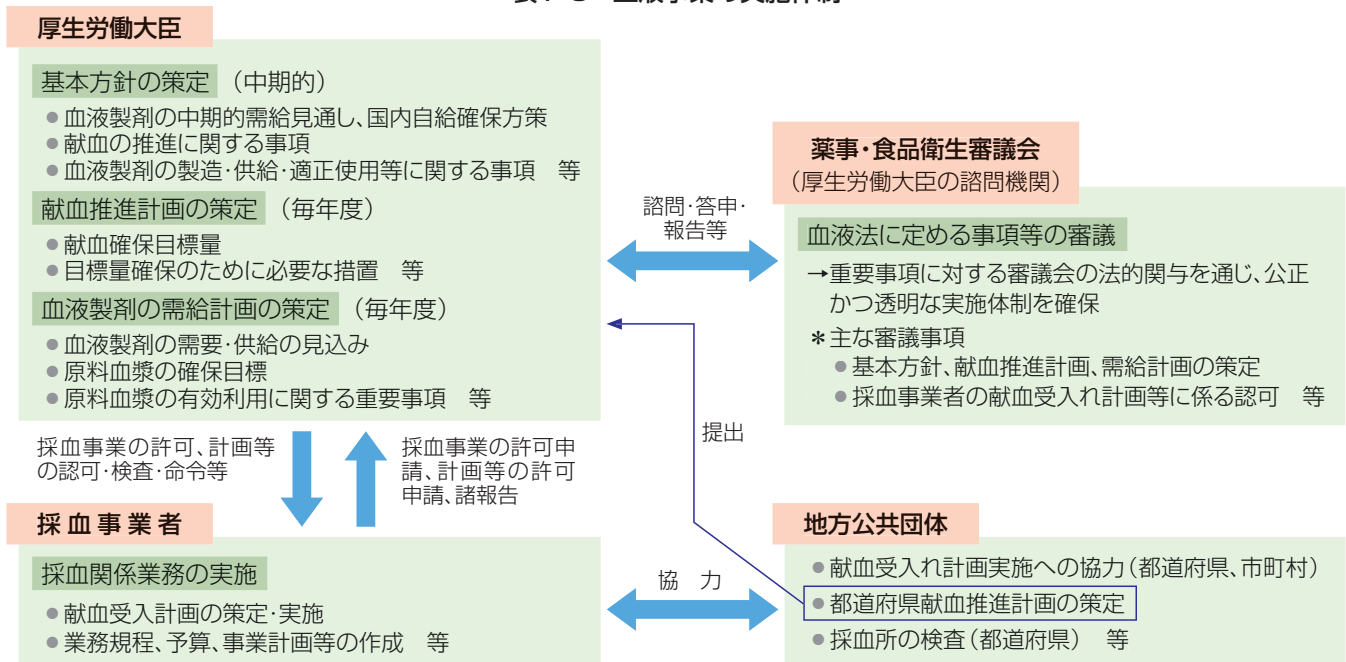 厚生労働大臣
基本方針の策定 （中期的）
●血液製剤の中期的需給見通し、国内自給確保方策
●献血の推進に関する事項
●血液製剤の製造・供給・適正使用等に関する事項　等
献血推進計画の策定 （毎年度）
●献血確保目標量
●目標量確保のために必要な措置　等
血液製剤の需給計画の策定 （毎年度）
●血液製剤の需要・供給の見込み
●原料血漿の確保目標
●原料血漿の有効利用に関する重要事項　等
諮問・答申・
報告等
薬事・食品衛生審議会
（厚生労働大臣の諮問機関）
血液法に定める事項等の審議
→重要事項に対する審議会の法的関与を通じ、公正
かつ透明な実施体制を確保
＊主な審議事項
●基本方針、献血推進計画、需給計画の策定
●採血事業者の献血受入れ計画等に係る認可　等
提出
採血事業の許可、計画等
の認可・検査・命令等
採血事業の許可申
請、計画等の許可
申請、諸報告
採血事業者
採血関係業務の実施
●献血受入計画の策定・実施
●業務規程、予算、事業計画等の作成　等
協　力
地方公共団体
●献血受入れ計画実施への協力（都道府県、市町村）
●都道府県献血推進計画の策定
●採血所の検査（都道府県）　等